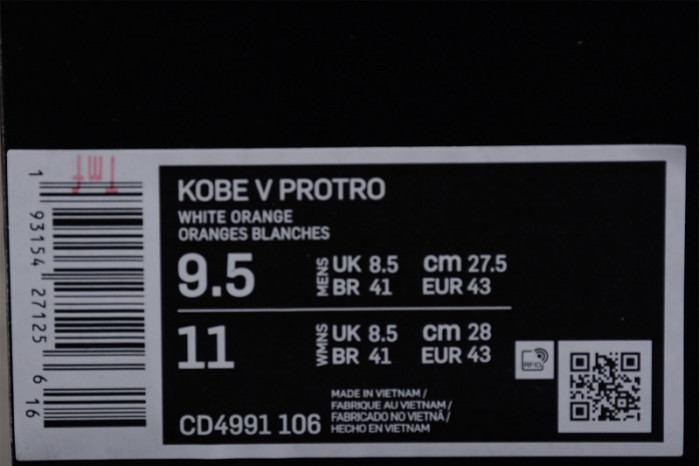 KOBE V PROTRO
WHITE ORANGE
ORANGES BLANCHES
9.5 MENS UK 8.5 cm 27.5
BR 41 EUR 43
11 WMNS UK 8.5 cm 28
BR 41 EUR 43
CD4991 106
MADE IN VIETNAM /
FABRIQUE AU VIETNAM /
FABRICADO NO VIETNÃ /
HECHO EN VIETNAM
RFID
1 93154 27125 6 16
Tmf